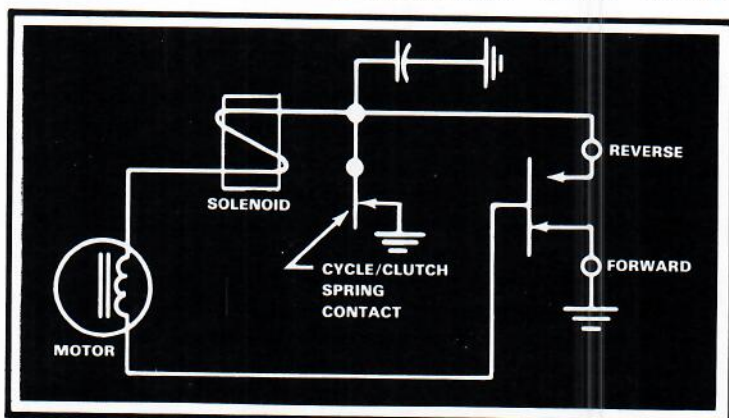 REVERSE
SOLENOID
CYCLE/CLUTCH
SPRING
CONTACT
FORWARD
MOTOR